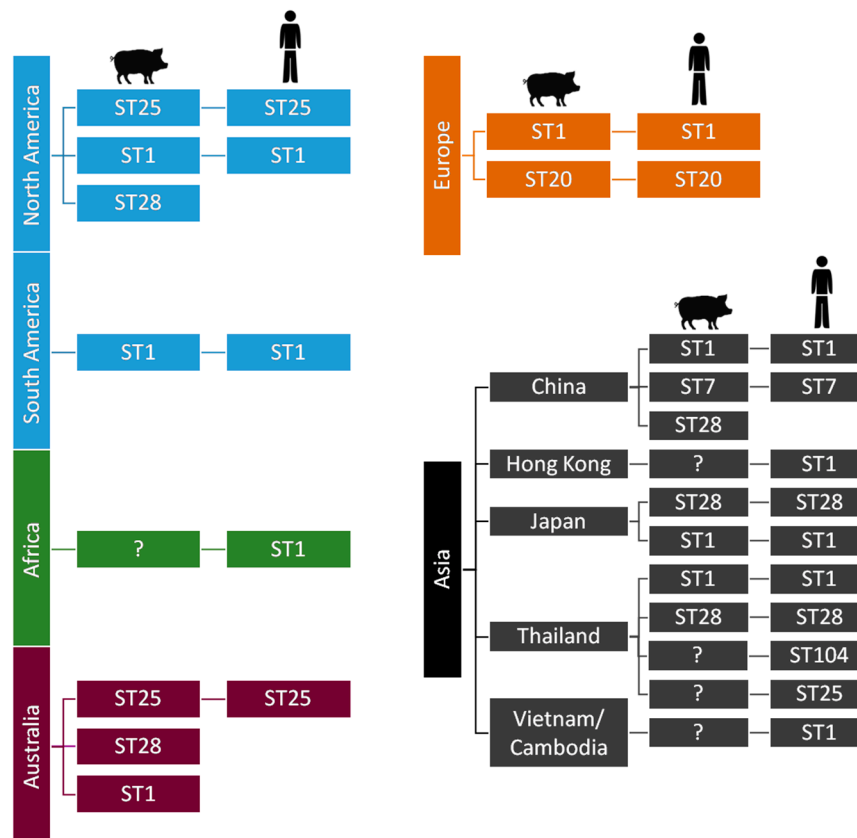 North America
ST25 ST25
ST1 ST1
ST28
South America
ST1 ST1
Africa
? ST1
Australia
ST25 ST25
ST28
ST1
Europe
ST1 ST1
ST20 ST20
Asia
China
ST1 ST1
ST7 ST7
ST28
Hong Kong ? ST1
Japan
ST28 ST28
ST1 ST1
Thailand
ST1 ST1
ST28 ST28
? ST104
? ST25
Vietnam/
Cambodia
? ST1